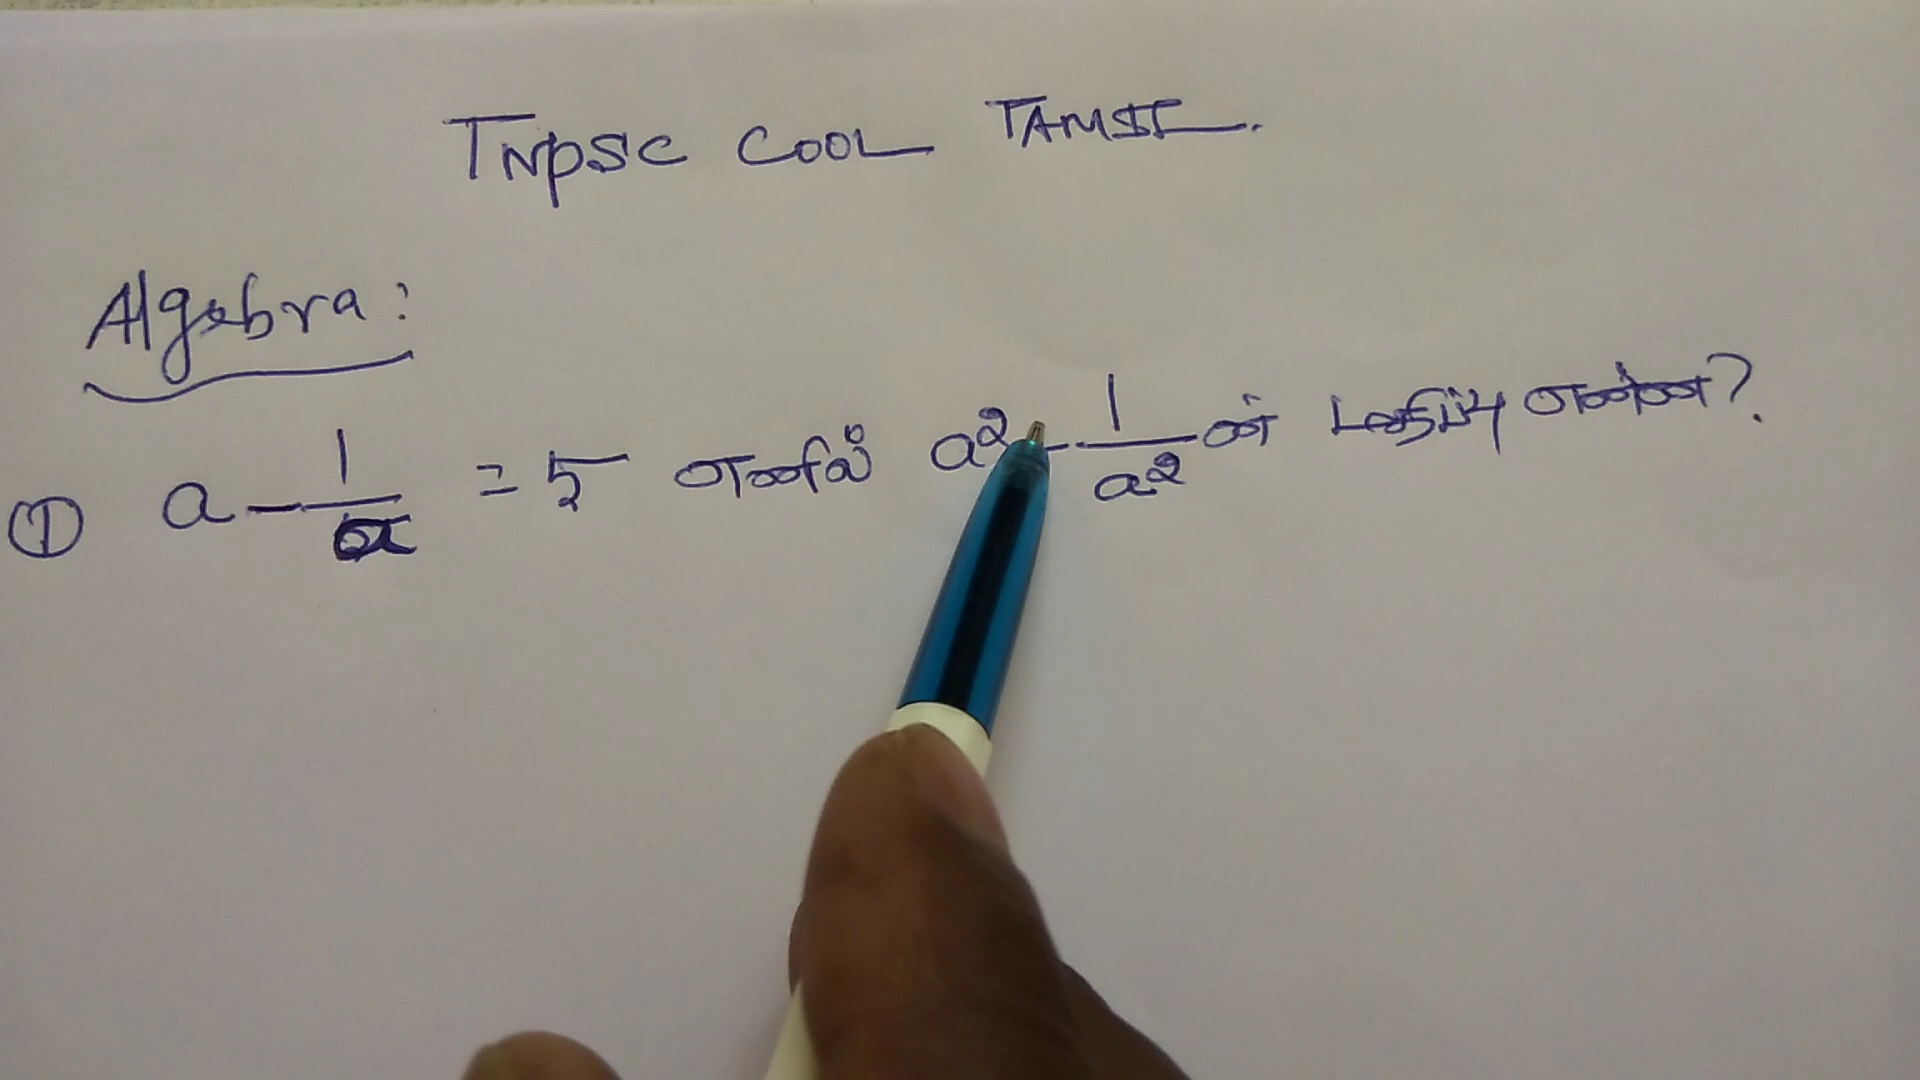 TNPSC COOL TAMIL.
Algebra:
① a - 1/a = 5 எனில் a² - 1/a² ன் மதிப்பு என்ன?